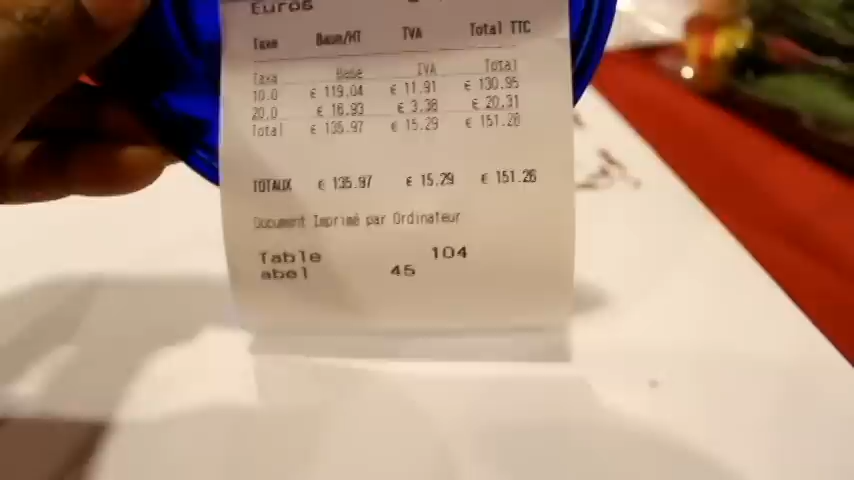 Euros
Taxe Base/HT TVA Total TTC
Taxa Base IVA Total
10.0 € 119.04 € 11.91 € 130.95
20.0 € 16.93 € 3.38 € 20.31
Total € 135.97 € 15.29 € 151.26
TOTAUX € 135.97 € 15.29 € 151.26
Document Imprimé par Ordinateur
Table 104
abel 45